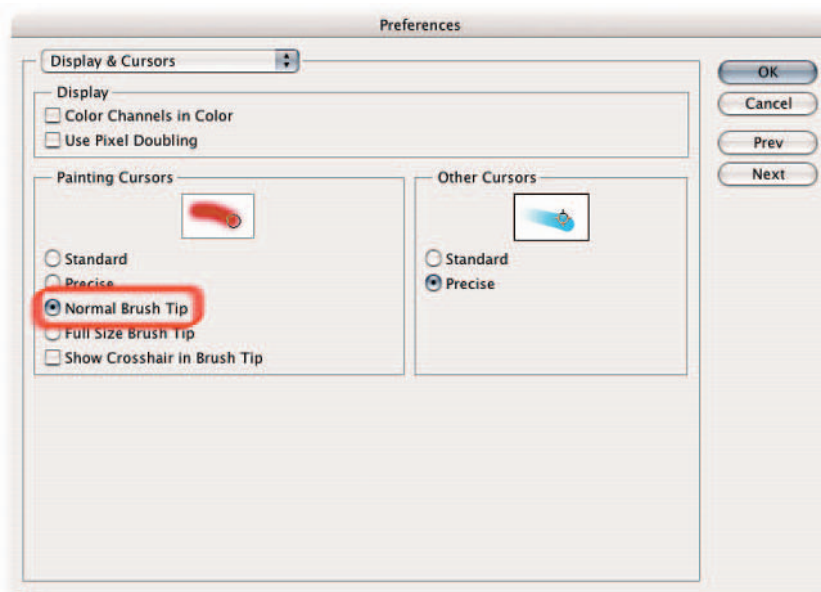 Preferences
Display & Cursors
Display
Color Channels in Color
Use Pixel Doubling
Painting Cursors
Standard
Precise
Normal Brush Tip
Full Size Brush Tip
Show Crosshair in Brush Tip
Other Cursors
Standard
Precise
OK
Cancel
Prev
Next